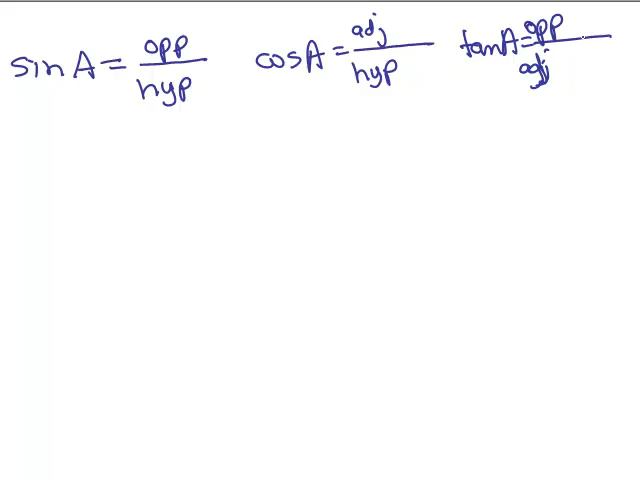 sin A = opp/hyp cos A = adj/hyp tan A = opp/adj